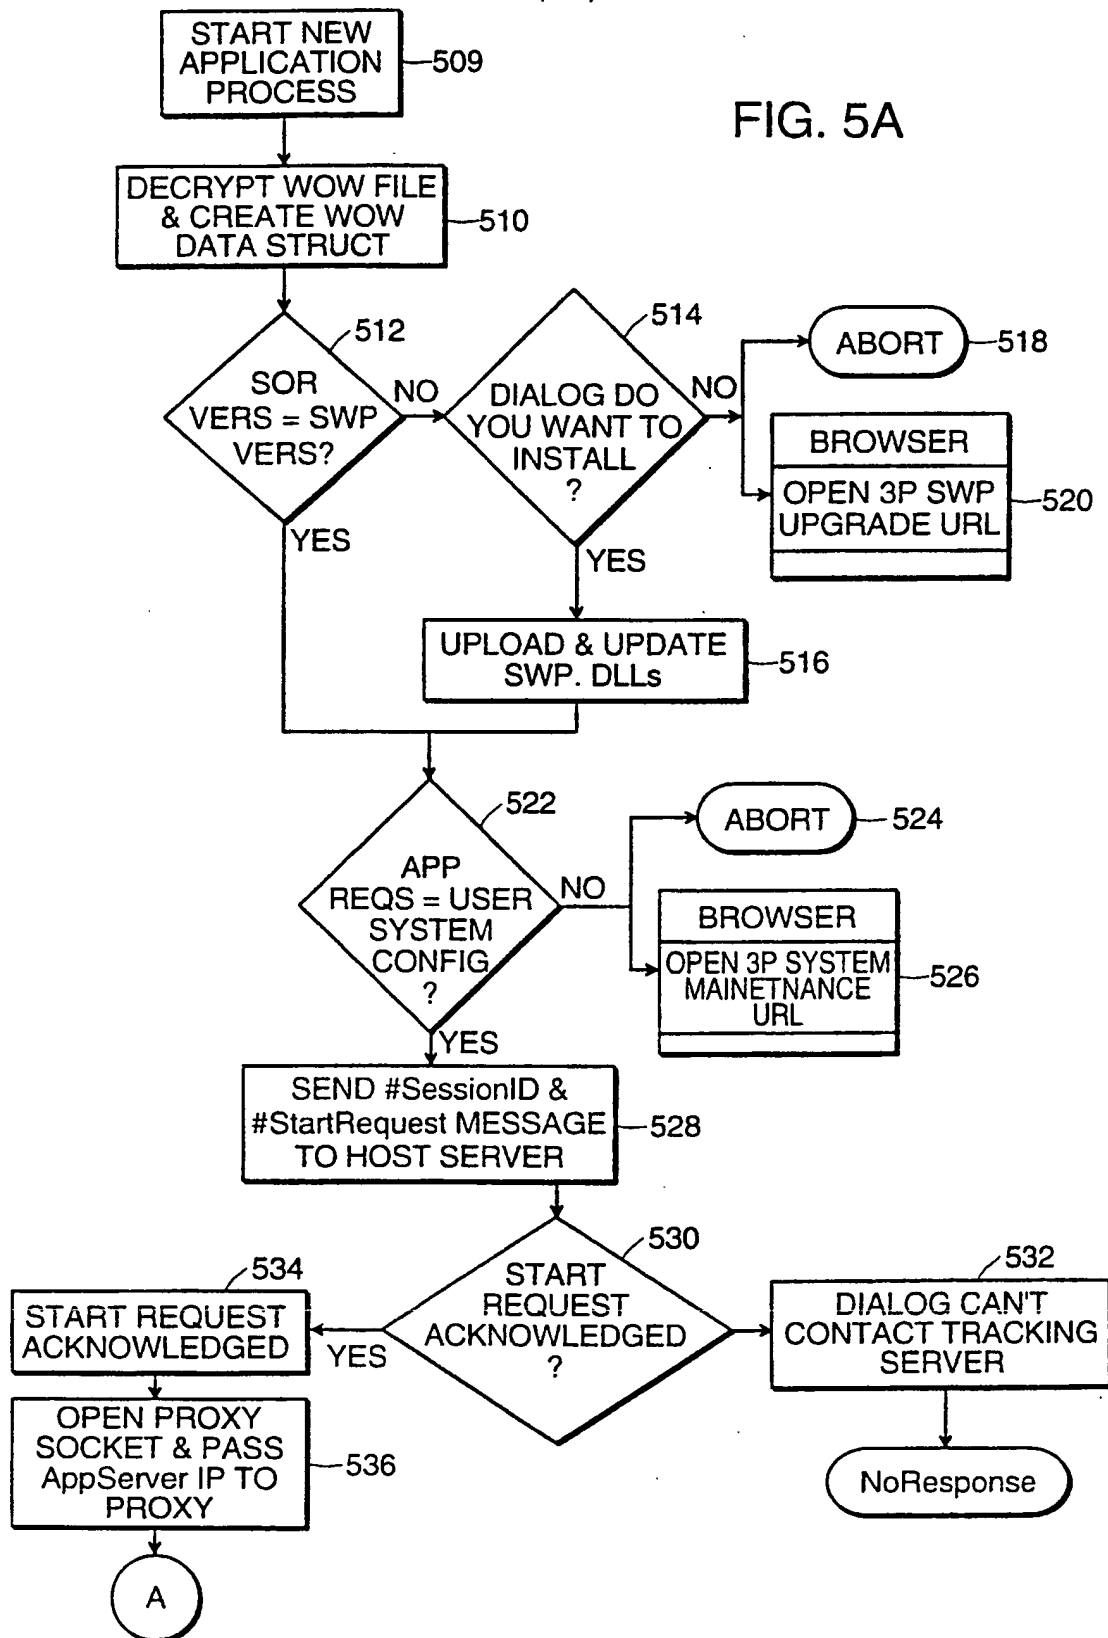 START NEW
APPLICATION
PROCESS
509
FIG. 5A
DECRYPT WOW FILE
& CREATE WOW
DATA STRUCT
510
512
SOR
VERS = SWP
VERS?
NO
YES
514
DIALOG DO
YOU WANT TO
INSTALL
?
NO
YES
ABORT
518
BROWSER
OPEN 3P SWP
UPGRADE URL
520
UPLOAD & UPDATE
SWP. DLLs
516
522
APP
REQS = USER
SYSTEM
CONFIG
?
NO
YES
ABORT
524
BROWSER
OPEN 3P SYSTEM
MAINETNANCE
URL
526
SEND #SessionID &
#StartRequest MESSAGE
TO HOST SERVER
528
530
START
REQUEST
ACKNOWLEDGED
?
YES
532
DIALOG CAN'T
CONTACT TRACKING
SERVER
NoResponse
534
START REQUEST
ACKNOWLEDGED
OPEN PROXY
SOCKET & PASS
AppServer IP TO
PROXY
536
A